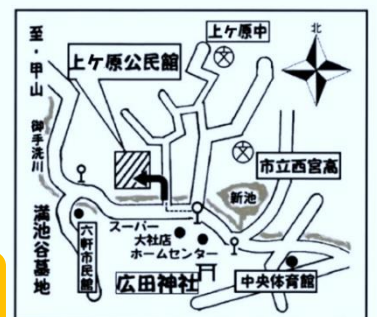 上ケ原中
北
至・甲山
上ケ原公民館
御手洗川
市立西宮高
新池
満池谷墓地
六軒市民館
スーパー
大社店
ホームセンター
広田神社
中央体育館